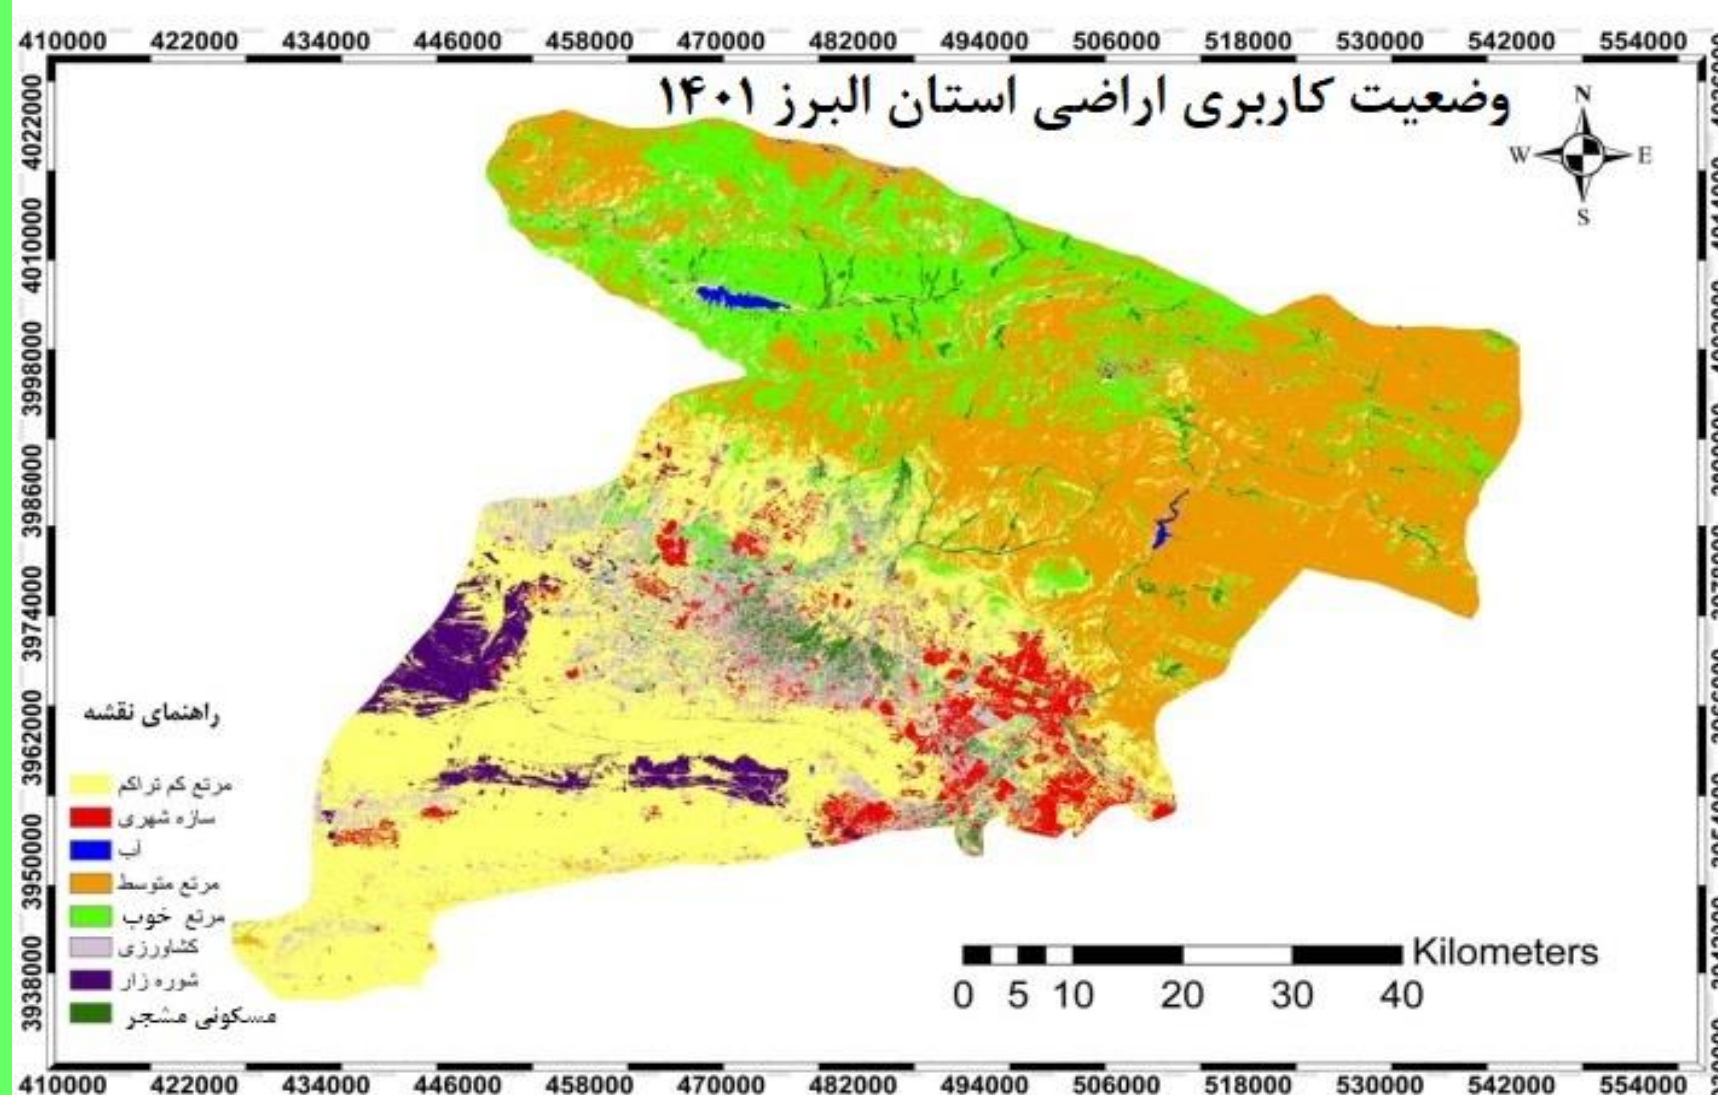 410000 422000 434000 446000 458000 470000 482000 494000 506000 518000 530000 542000 554000
وضعیت کاربری اراضی استان البرز ۱۴۰۱
N
W E
S
4022000
4010000
3998000
3986000
3974000
3962000
3950000
3938000
راهنمای نقشه
مرتع کم تراکم
سازه شهری
آب
مرتع متوسط
مرتع خوب
کشاورزی
شوره زار
مسکونی مشجر
Kilometers
0 5 10 20 30 40
410000 422000 434000 446000 458000 470000 482000 494000 506000 518000 530000 542000 554000